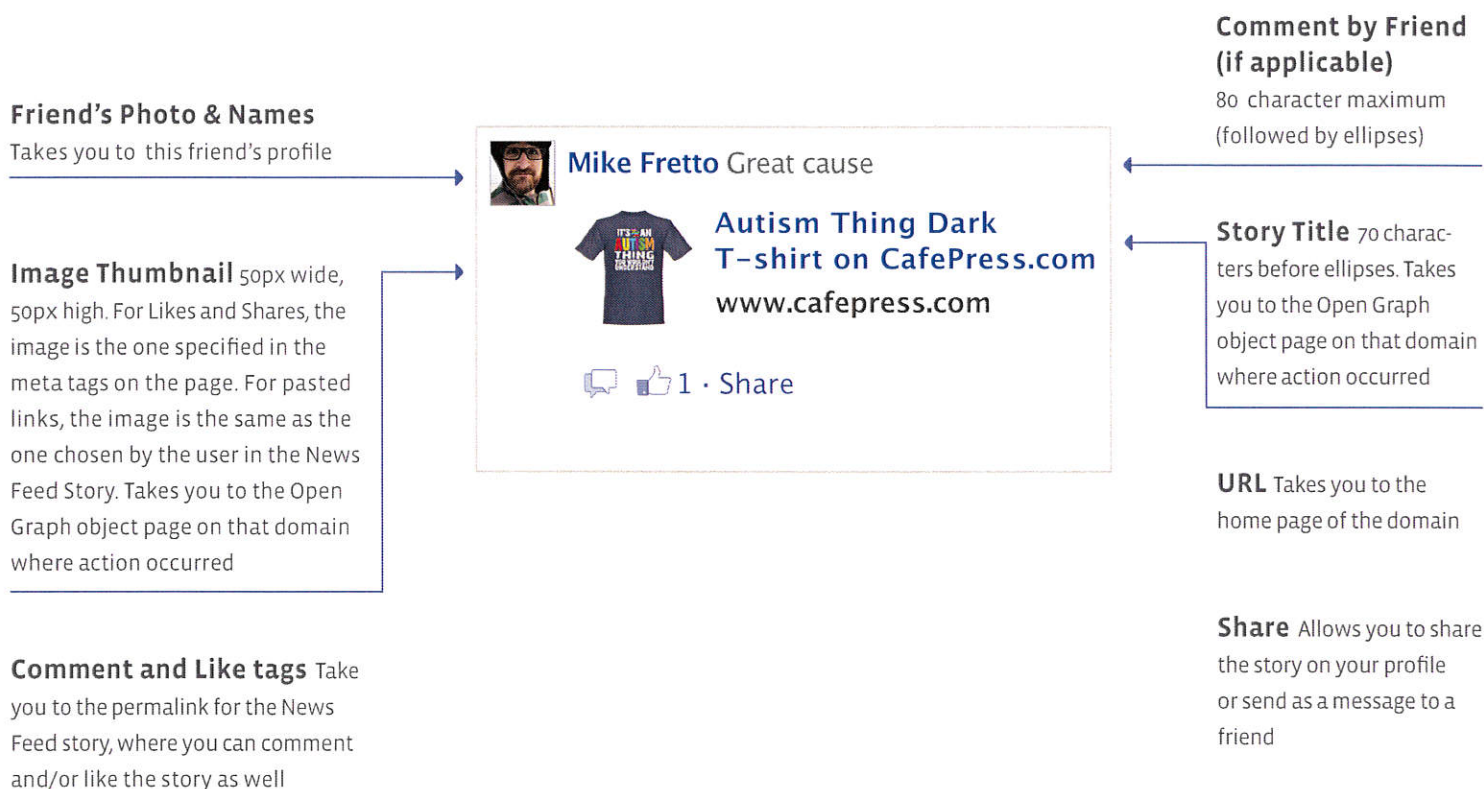 Friend's Photo & Names
Takes you to this friend's profile
Image Thumbnail 50px wide,
50px high. For Likes and Shares, the
image is the one specified in the
meta tags on the page. For pasted
links, the image is the same as the
one chosen by the user in the News
Feed Story. Takes you to the Open
Graph object page on that domain
where action occurred
Comment and Like tags Take
you to the permalink for the News
Feed story, where you can comment
and/or like the story as well
Mike Fretto Great cause
IT'S AN
AUTISM
THING
YOU WOULDN'T
UNDERSTAND
Autism Thing Dark
T-shirt on CafePress.com
www.cafepress.com
1 · Share
Comment by Friend
(if applicable)
80 character maximum
(followed by ellipses)
Story Title 70 charac-
ters before ellipses. Takes
you to the Open Graph
object page on that domain
where action occurred
URL Takes you to the
home page of the domain
Share Allows you to share
the story on your profile
or send as a message to a
friend